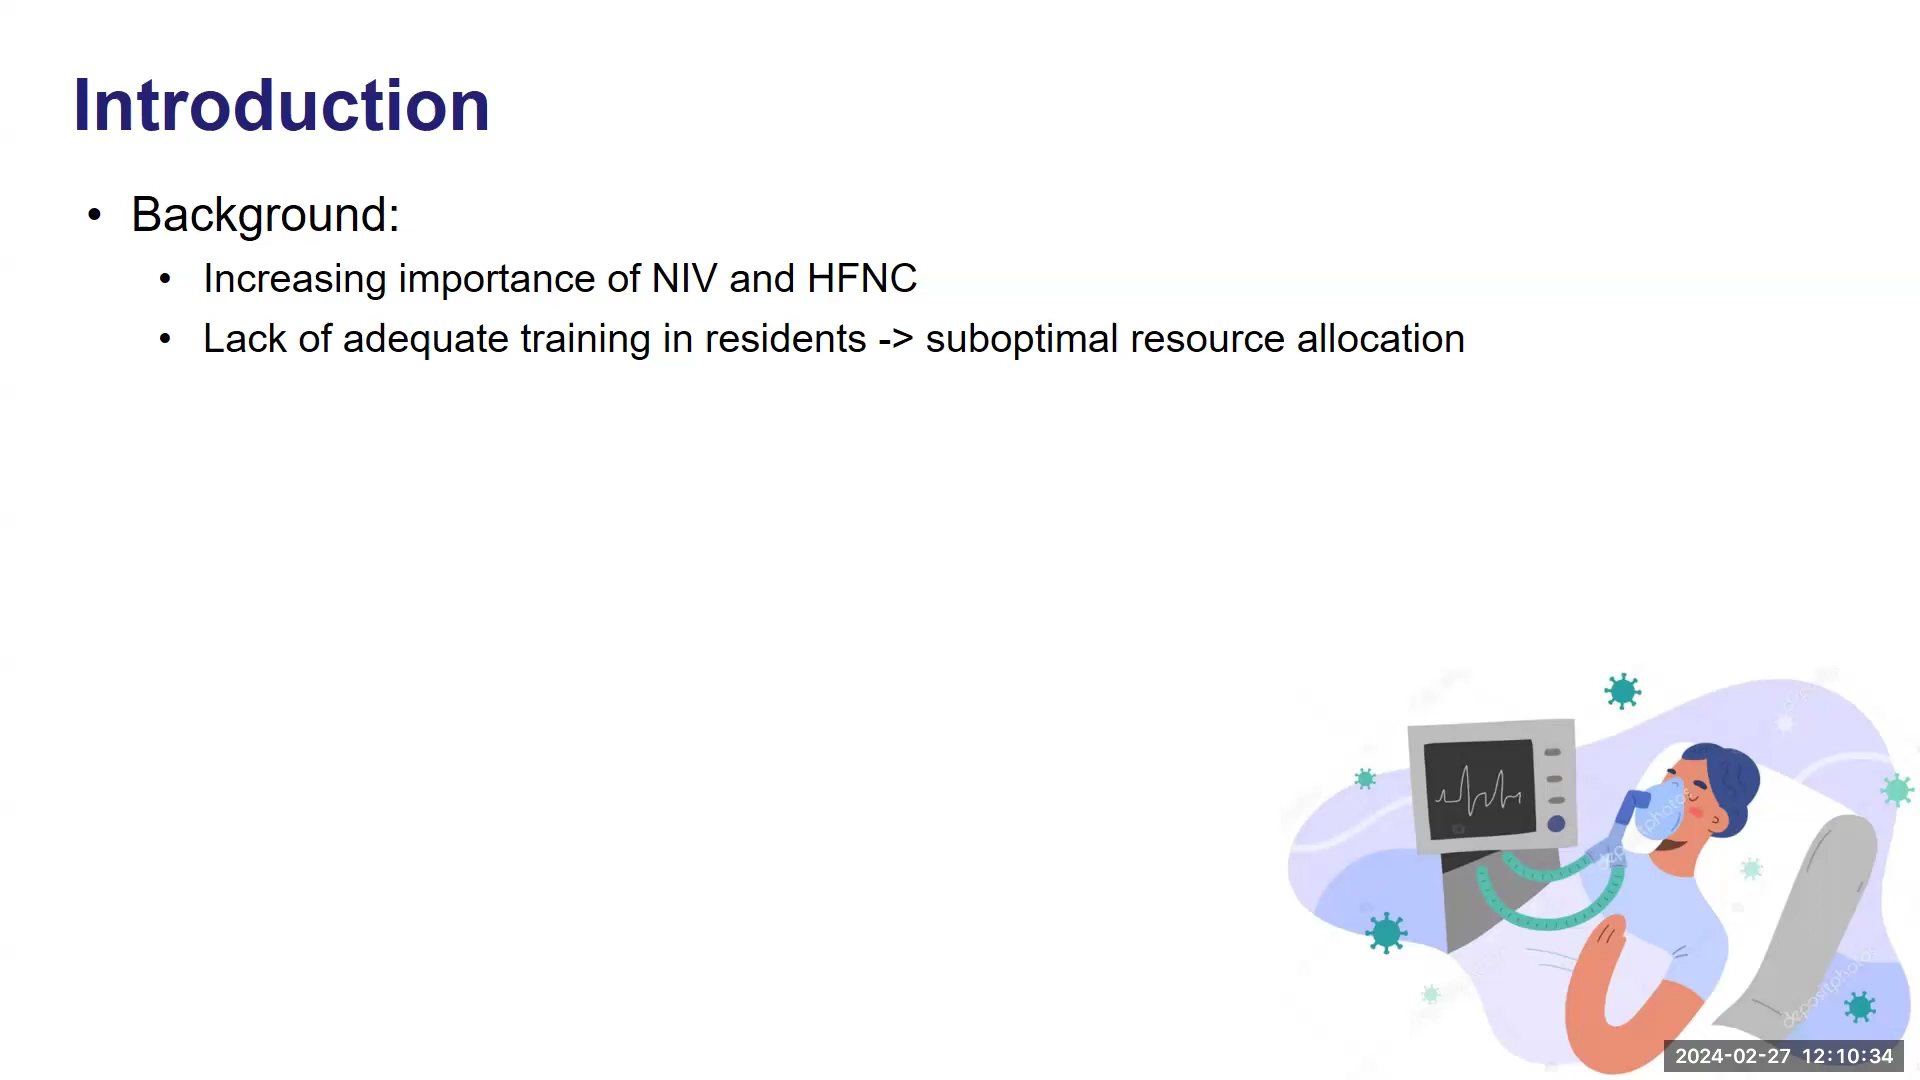 Introduction
• Background:
• Increasing importance of NIV and HFNC
• Lack of adequate training in residents -> suboptimal resource allocation
depositphotos
2024-02-27 12:10:34